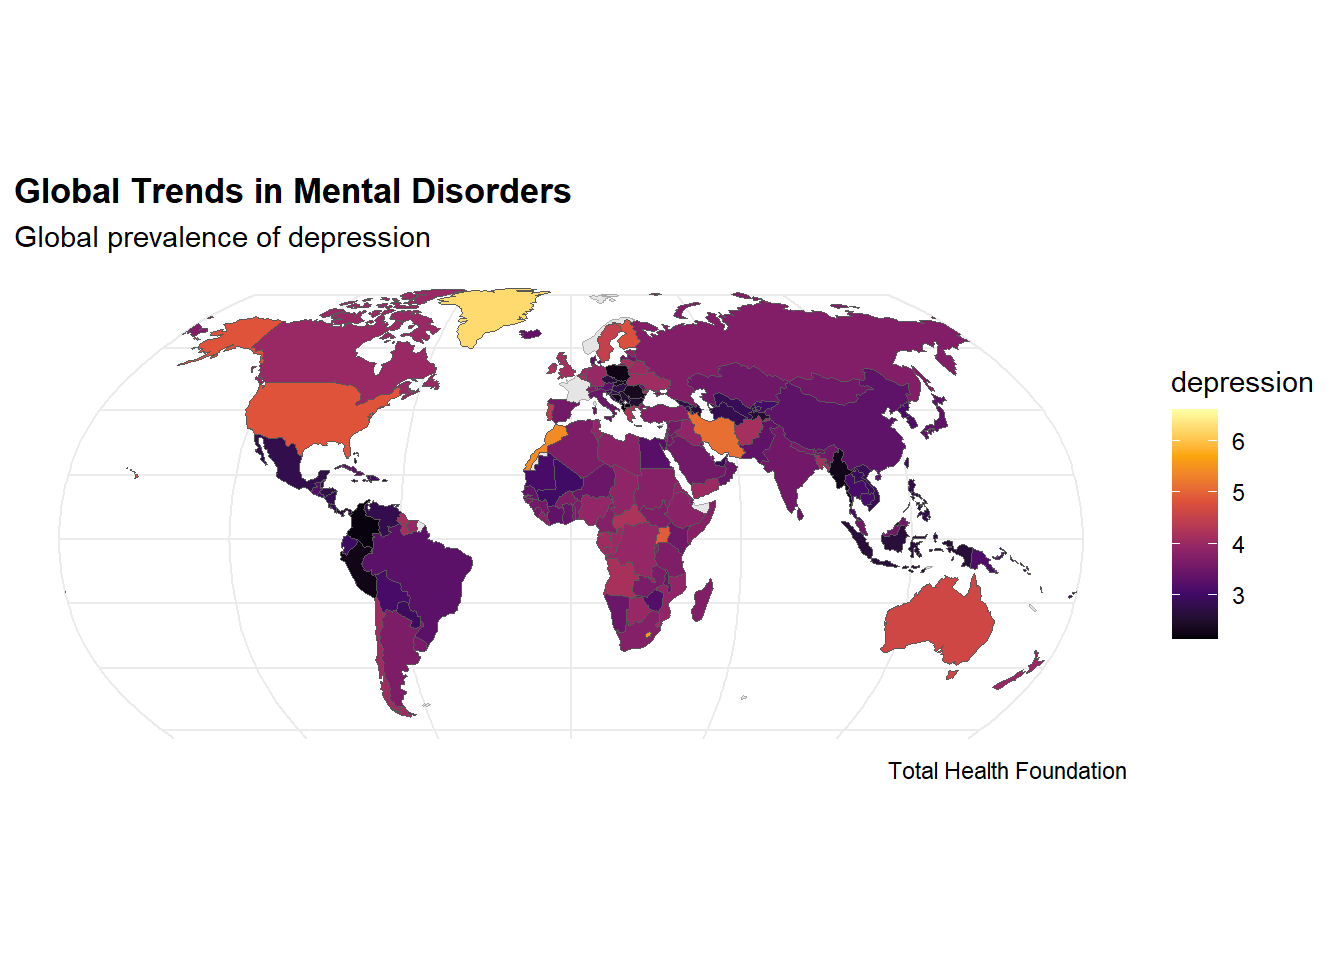 Global Trends in Mental Disorders
Global prevalence of depression
depression
6
5
4
3
Total Health Foundation